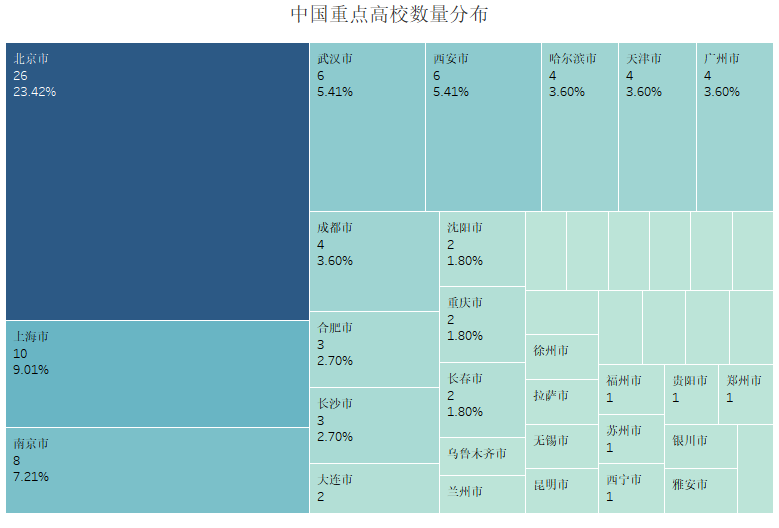 中国重点高校数量分布
北京市
26
23.42%
上海市
10
9.01%
南京市
8
7.21%
武汉市
6
5.41%
西安市
6
5.41%
哈尔滨市
4
3.60%
天津市
4
3.60%
广州市
4
3.60%
成都市
4
3.60%
合肥市
3
2.70%
长沙市
3
2.70%
大连市
2
沈阳市
2
1.80%
重庆市
2
1.80%
长春市
2
1.80%
乌鲁木齐市
兰州市
徐州市
拉萨市
无锡市
昆明市
福州市
1
苏州市
1
西宁市
1
贵阳市
1
郑州市
1
银川市
雅安市